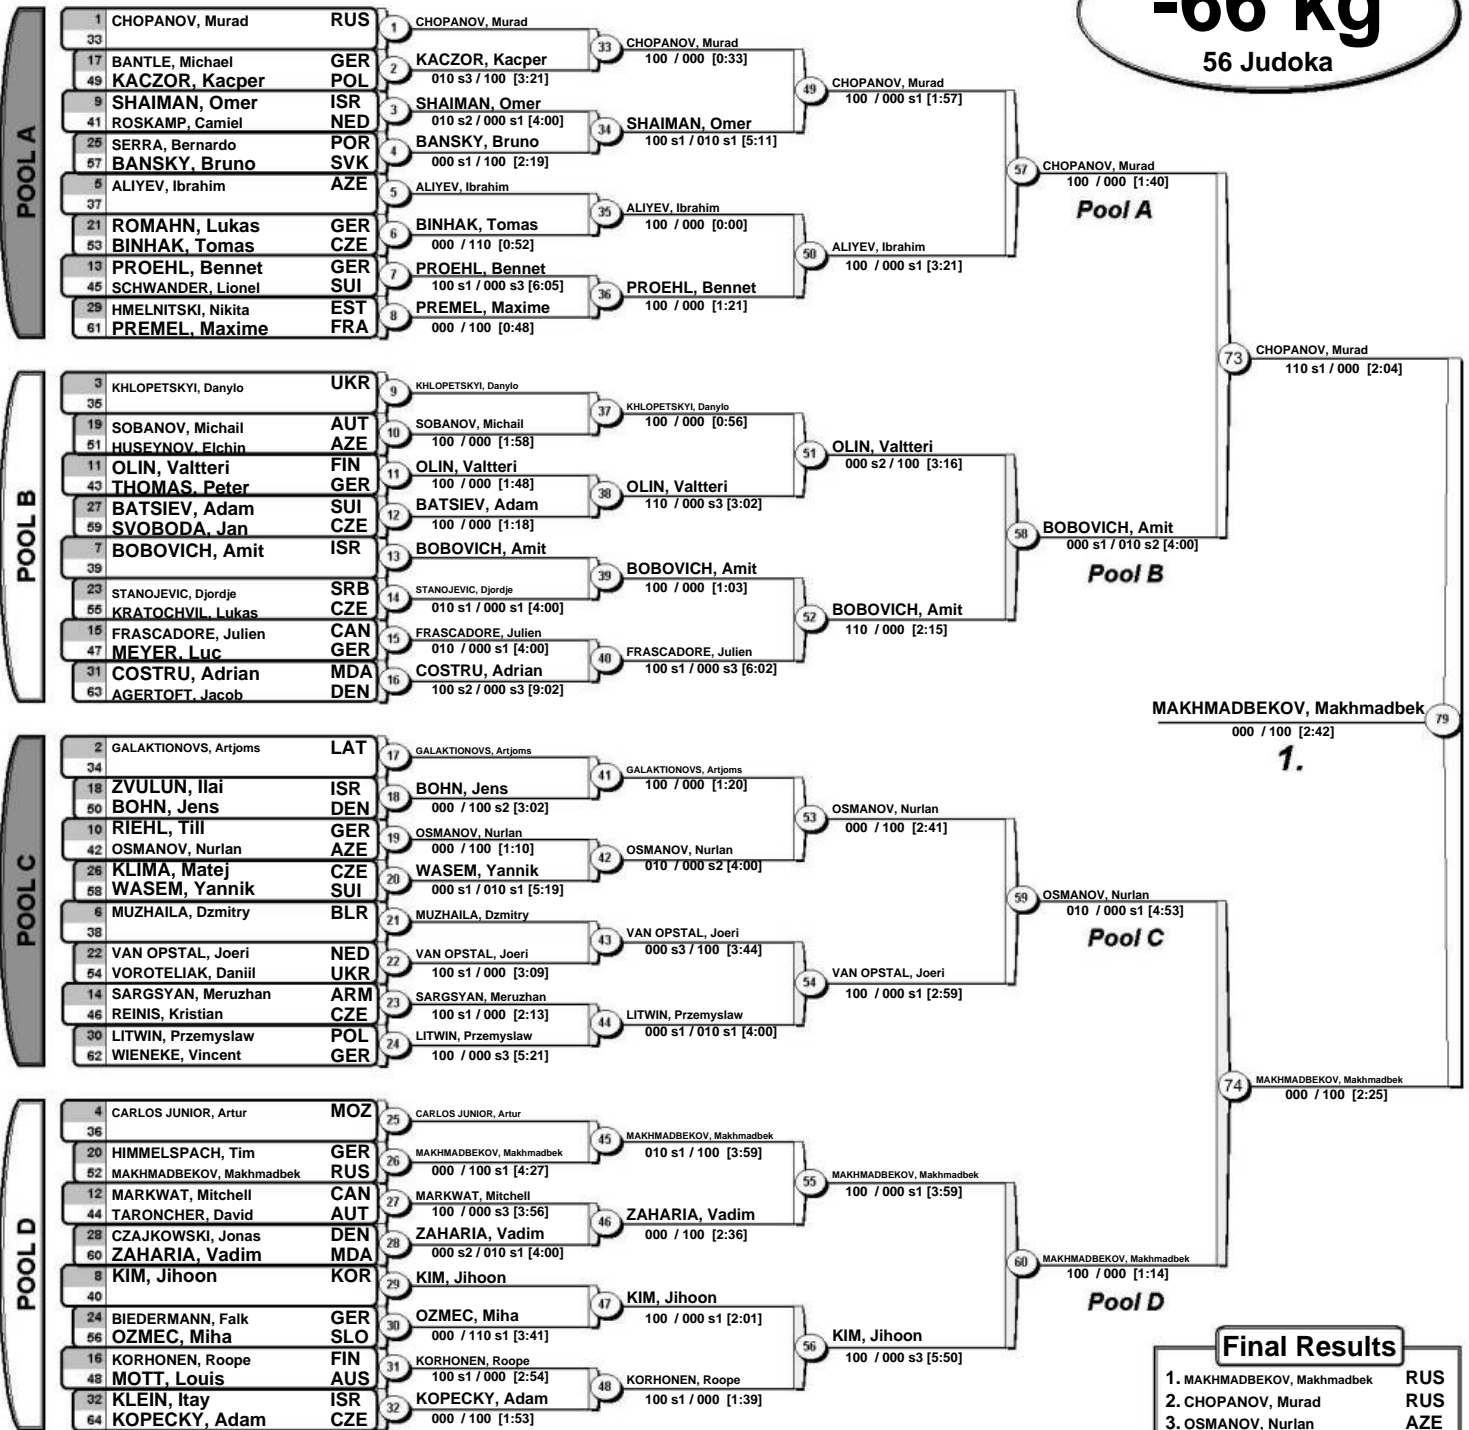 -66 kg
56 Judoka
POOL A
1 CHOPANOV, Murad RUS
33
17 BANTLE, Michael GER
49 KACZOR, Kacper POL
9 SHAIMAN, Omer ISR
41 ROSKAMP, Camiel NED
25 SERRA, Bernardo POR
57 BANSKY, Bruno SVK
5 ALIYEV, Ibrahim AZE
37
21 ROMAHN, Lukas GER
53 BINHAK, Tomas CZE
13 PROEHL, Bennet GER
45 SCHWANDER, Lionel SUI
29 HMELNITSKI, Nikita EST
61 PREMEL, Maxime FRA
1 CHOPANOV, Murad
2 KACZOR, Kacper
010 s3 / 100 [3:21]
3 SHAIMAN, Omer
010 s2 / 000 s1 [4:00]
4 BANSKY, Bruno
000 s1 / 100 [2:19]
5 ALIYEV, Ibrahim
6 BINHAK, Tomas
000 / 110 [0:52]
7 PROEHL, Bennet
100 s1 / 000 s3 [6:05]
8 PREMEL, Maxime
000 / 100 [0:48]
33 CHOPANOV, Murad
100 / 000 [0:33]
34 SHAIMAN, Omer
100 s1 / 010 s1 [5:11]
35 ALIYEV, Ibrahim
100 / 000 [0:00]
36 PROEHL, Bennet
100 / 000 [1:21]
49 CHOPANOV, Murad
100 / 000 s1 [1:57]
50 ALIYEV, Ibrahim
100 / 000 s1 [3:21]
57 CHOPANOV, Murad
100 / 000 [1:40]
Pool A
POOL B
3 KHLOPETSKYI, Danylo UKR
35
19 SOBANOV, Michail AUT
51 HUSEYNOV, Elchin AZE
11 OLIN, Valtteri FIN
43 THOMAS, Peter GER
27 BATSIEV, Adam SUI
59 SVOBODA, Jan CZE
7 BOBOVICH, Amit ISR
39
23 STANOJEVIC, Djordje SRB
55 KRATOCHVIL, Lukas CZE
15 FRASCADORE, Julien CAN
47 MEYER, Luc GER
31 COSTRU, Adrian MDA
63 AGERTOFT, Jacob DEN
9 KHLOPETSKYI, Danylo
10 SOBANOV, Michail
100 / 000 [1:58]
11 OLIN, Valtteri
100 / 000 [1:48]
12 BATSIEV, Adam
100 / 000 [1:18]
13 BOBOVICH, Amit
14 STANOJEVIC, Djordje
010 s1 / 000 s1 [4:00]
15 FRASCADORE, Julien
010 / 000 s1 [4:00]
16 COSTRU, Adrian
100 s2 / 000 s3 [9:02]
37 KHLOPETSKYI, Danylo
100 / 000 [0:56]
38 OLIN, Valtteri
110 / 000 s3 [3:02]
39 BOBOVICH, Amit
100 / 000 [1:03]
40 FRASCADORE, Julien
100 s1 / 000 s3 [6:02]
51 OLIN, Valtteri
000 s2 / 100 [3:16]
52 BOBOVICH, Amit
110 / 000 [2:15]
58 BOBOVICH, Amit
000 s1 / 010 s2 [4:00]
Pool B
73 CHOPANOV, Murad
110 s1 / 000 [2:04]
MAKHMADBEKOV, Makhmadbek 79
000 / 100 [2:42]
1.
POOL C
2 GALAKTIONOVS, Artjoms LAT
34
18 ZVULUN, Ilai ISR
50 BOHN, Jens DEN
10 RIEHL, Till GER
42 OSMANOV, Nurlan AZE
26 KLIMA, Matej CZE
58 WASEM, Yannik SUI
6 MUZHAILA, Dzmitry BLR
38
22 VAN OPSTAL, Joeri NED
54 VOROTELIAK, Daniil UKR
14 SARGSYAN, Meruzhan ARM
46 REINIS, Kristian CZE
30 LITWIN, Przemyslaw POL
62 WIENEKE, Vincent GER
17 GALAKTIONOVS, Artjoms
18 BOHN, Jens
000 / 100 s2 [3:02]
19 OSMANOV, Nurlan
000 / 100 [1:10]
20 WASEM, Yannik
000 s1 / 010 s1 [5:19]
21 MUZHAILA, Dzmitry
22 VAN OPSTAL, Joeri
100 s1 / 000 [3:09]
23 SARGSYAN, Meruzhan
100 s1 / 000 [2:13]
24 LITWIN, Przemyslaw
100 / 000 s3 [5:21]
41 GALAKTIONOVS, Artjoms
100 / 000 [1:20]
42 OSMANOV, Nurlan
010 / 000 s2 [4:00]
43 VAN OPSTAL, Joeri
000 s3 / 100 [3:44]
44 LITWIN, Przemyslaw
000 s1 / 010 s1 [4:00]
53 OSMANOV, Nurlan
000 / 100 [2:41]
54 VAN OPSTAL, Joeri
100 / 000 s1 [2:59]
59 OSMANOV, Nurlan
010 / 000 s1 [4:53]
Pool C
74 MAKHMADBEKOV, Makhmadbek
000 / 100 [2:25]
POOL D
4 CARLOS JUNIOR, Artur MOZ
36
20 HIMMELSPACH, Tim GER
52 MAKHMADBEKOV, Makhmadbek RUS
12 MARKWAT, Mitchell CAN
44 TARONCHER, David AUT
28 CZAJKOWSKI, Jonas DEN
60 ZAHARIA, Vadim MDA
8 KIM, Jihoon KOR
40
24 BIEDERMANN, Falk GER
56 OZMEC, Miha SLO
16 KORHONEN, Roope FIN
48 MOTT, Louis AUS
32 KLEIN, Itay ISR
64 KOPECKY, Adam CZE
25 CARLOS JUNIOR, Artur
26 MAKHMADBEKOV, Makhmadbek
000 / 100 s1 [4:27]
27 MARKWAT, Mitchell
100 / 000 s3 [3:56]
28 ZAHARIA, Vadim
000 s2 / 010 s1 [4:00]
29 KIM, Jihoon
30 OZMEC, Miha
000 / 110 s1 [3:41]
31 KORHONEN, Roope
100 s1 / 000 [2:54]
32 KOPECKY, Adam
000 / 100 [1:53]
45 MAKHMADBEKOV, Makhmadbek
010 s1 / 100 [3:59]
46 ZAHARIA, Vadim
000 / 100 [2:36]
47 KIM, Jihoon
100 / 000 s1 [2:01]
48 KORHONEN, Roope
100 s1 / 000 [1:39]
55 MAKHMADBEKOV, Makhmadbek
100 / 000 s1 [3:59]
56 KIM, Jihoon
100 / 000 s3 [5:50]
60 MAKHMADBEKOV, Makhmadbek
100 / 000 [1:14]
Pool D
Final Results
1. MAKHMADBEKOV, Makhmadbek RUS
2. CHOPANOV, Murad RUS
3. OSMANOV, Nurlan AZE